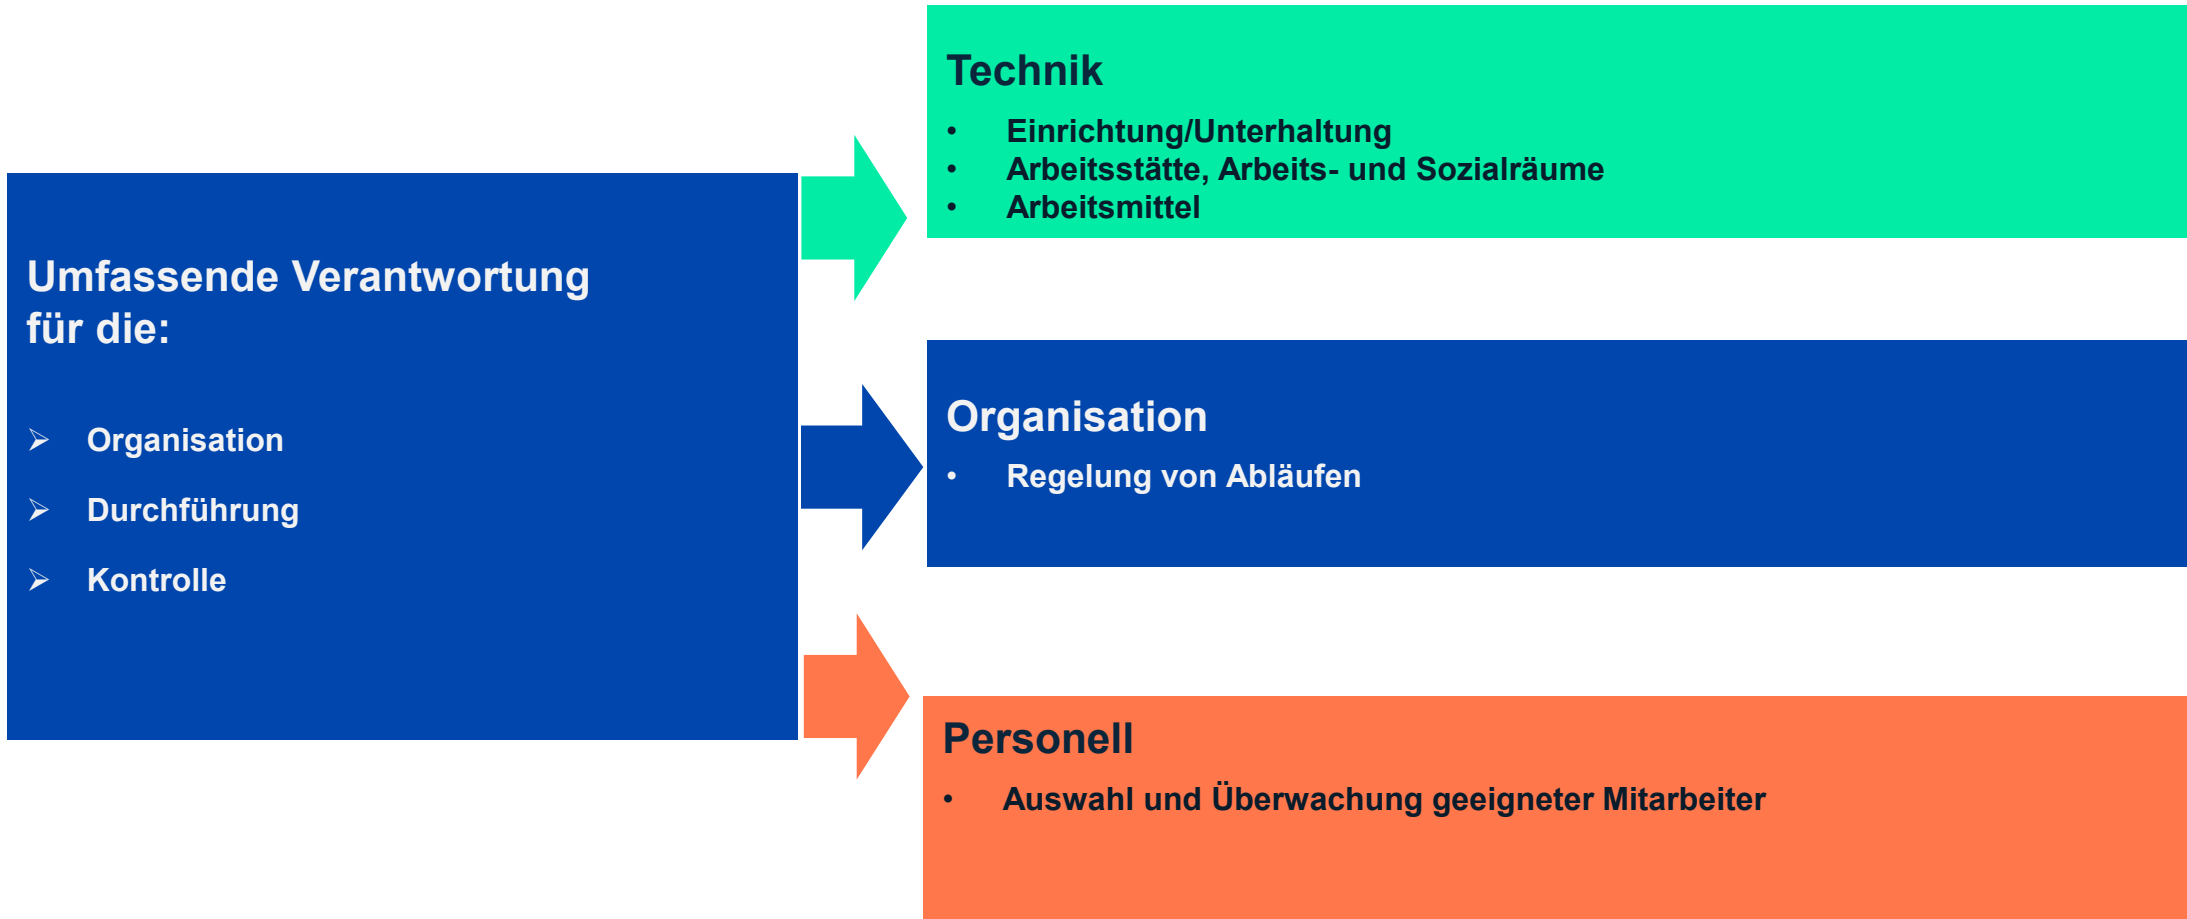 Umfassende Verantwortung
für die:
➢ Organisation
➢ Durchführung
➢ Kontrolle
Technik
• Einrichtung/Unterhaltung
• Arbeitsstätte, Arbeits- und Sozialräume
• Arbeitsmittel
Organisation
• Regelung von Abläufen
Personell
• Auswahl und Überwachung geeigneter Mitarbeiter